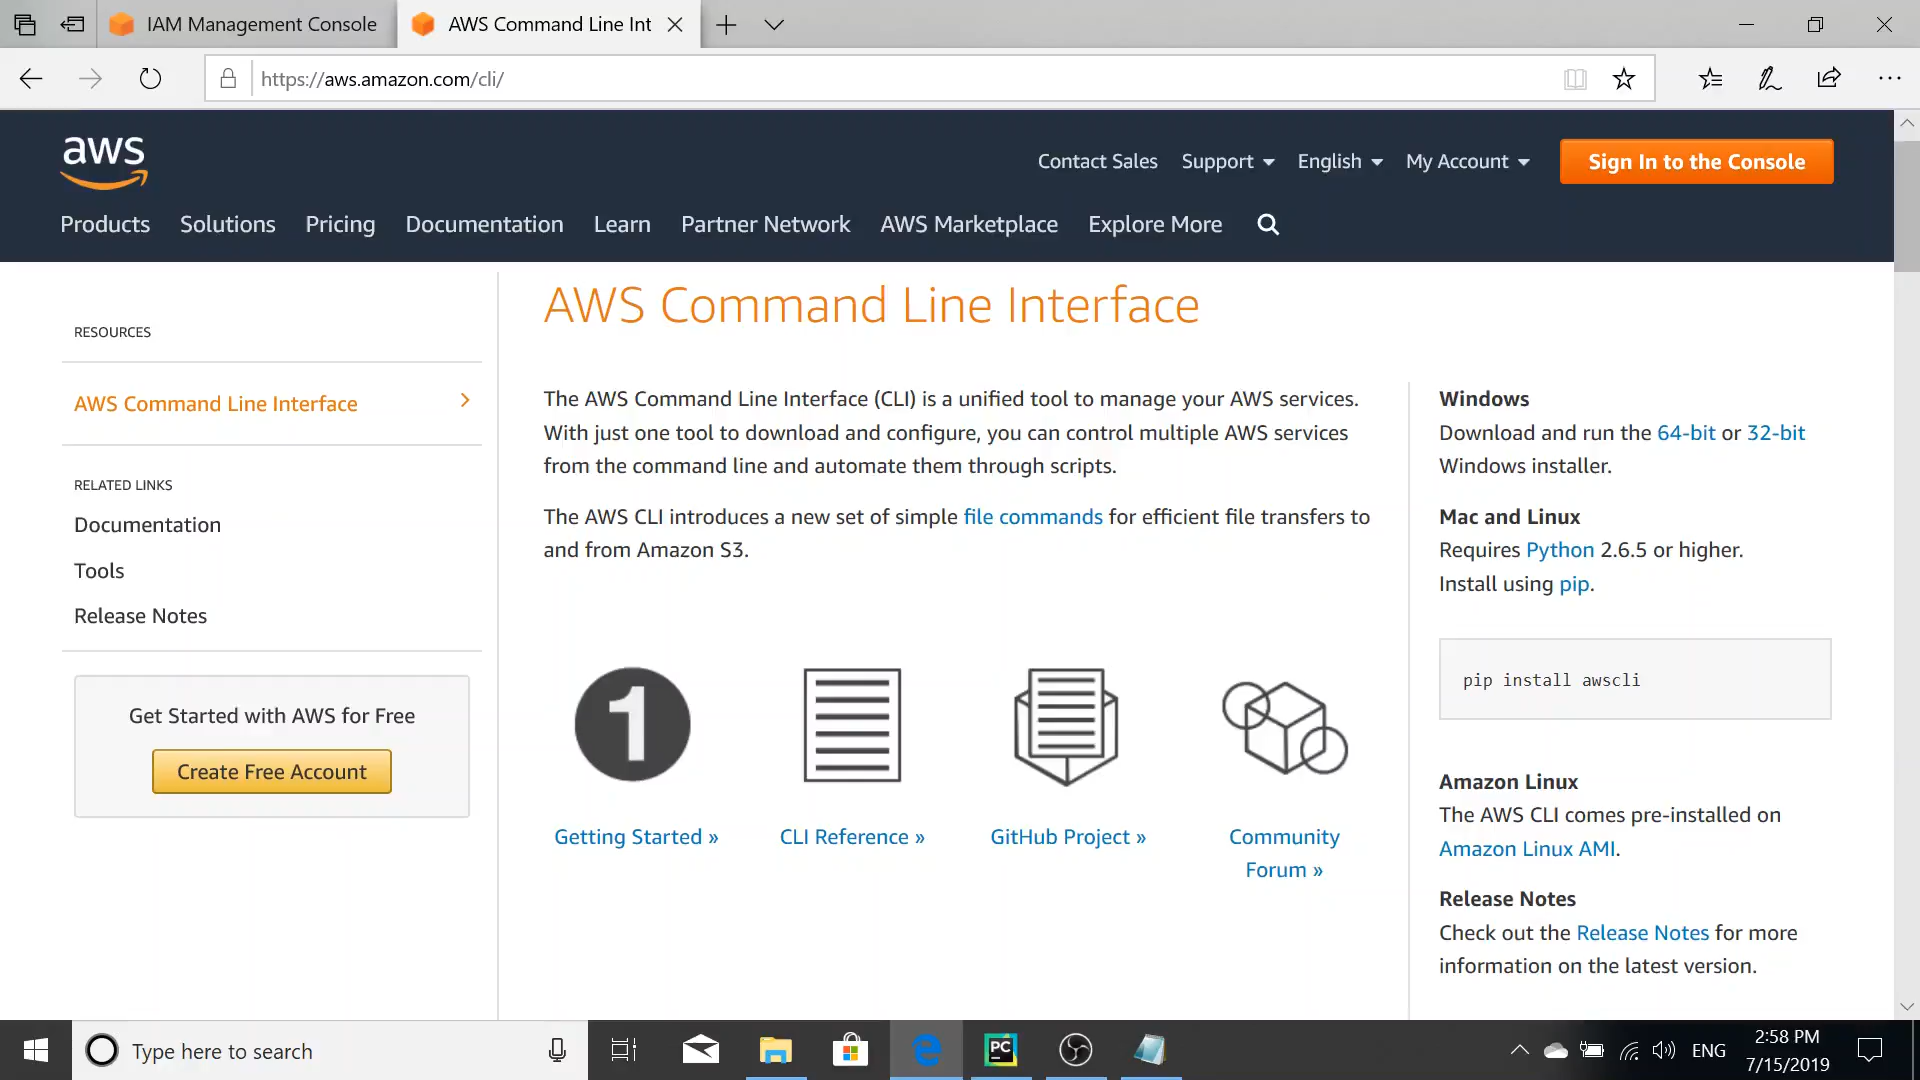 IAM Management Console
AWS Command Line Int
https://aws.amazon.com/cli/
aws
Contact Sales
Support
English
My Account
Sign In to the Console
Products
Solutions
Pricing
Documentation
Learn
Partner Network
AWS Marketplace
Explore More
RESOURCES
AWS Command Line Interface
RELATED LINKS
Documentation
Tools
Release Notes
Get Started with AWS for Free
Create Free Account
AWS Command Line Interface
The AWS Command Line Interface (CLI) is a unified tool to manage your AWS services.
With just one tool to download and configure, you can control multiple AWS services
from the command line and automate them through scripts.
The AWS CLI introduces a new set of simple file commands for efficient file transfers to
and from Amazon S3.
1
Getting Started »
CLI Reference »
GitHub Project »
Community
Forum »
Windows
Download and run the 64-bit or 32-bit
Windows installer.
Mac and Linux
Requires Python 2.6.5 or higher.
Install using pip.
pip install awscli
Amazon Linux
The AWS CLI comes pre-installed on
Amazon Linux AMI.
Release Notes
Check out the Release Notes for more
information on the latest version.
Type here to search
PC
ENG
2:58 PM
7/15/2019